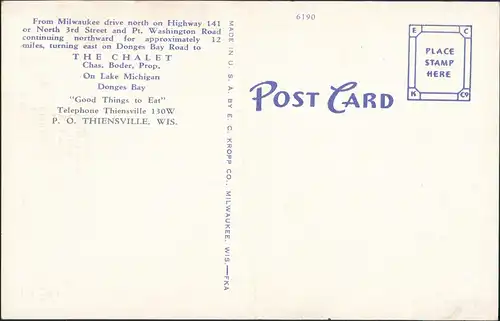 From Milwaukee drive north on Highway 141
or North 3rd Street and Pt. Washington Road
continuing northward for approximately 12
miles, turning east on Donges Bay Road to
THE CHALET
Chas. Boder, Prop.
On Lake Michigan
Donges Bay
"Good Things to Eat"
Telephone Thiensville 130W
P. O. THIENSVILLE, WIS.
MADE IN U. S. A. BY E. C. KROPP CO., MILWAUKEE, WIS.—FKA
6190
POST CARD
E C
PLACE
STAMP
HERE
K CO